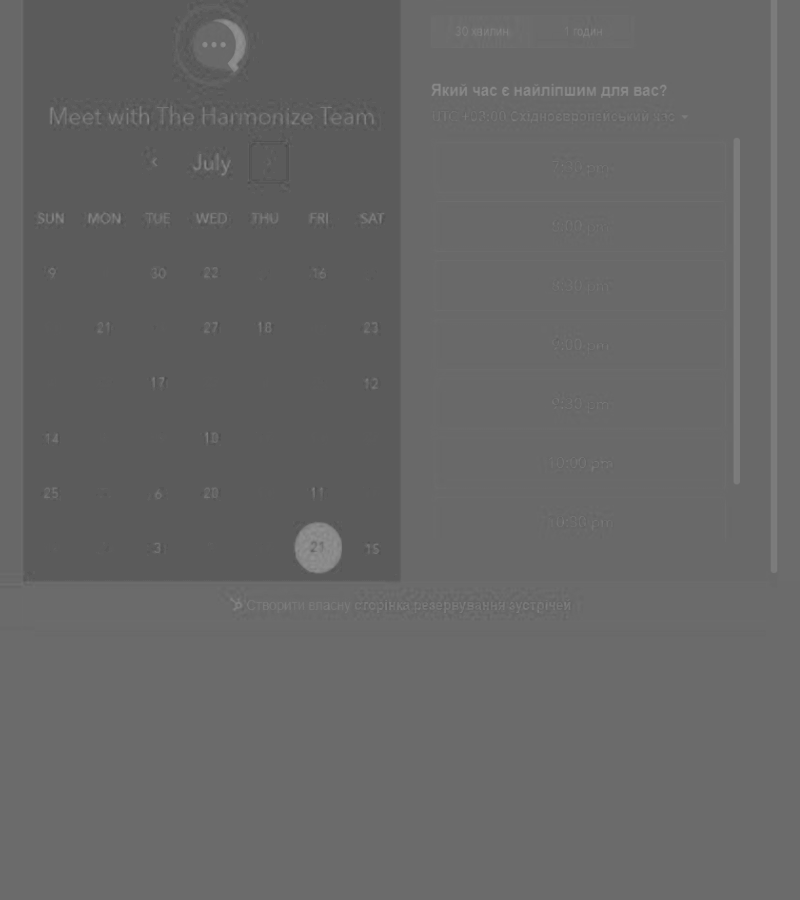 30 хвилин 1 годин
Meet with The Harmonize Team
July
SUN MON TUE WED THU FRI SAT
9 30 22 16
21 27 18 23
17 12
14 18
25 6 28 11
3 21 15
Який час є найліпшим для вас?
UTC +03:00 Східноєвропейський час
7:30 pm
8:00 pm
8:30 pm
9:00 pm
9:30 pm
10:00 pm
10:30 pm
Створити власну сторінка резервування зустрічей